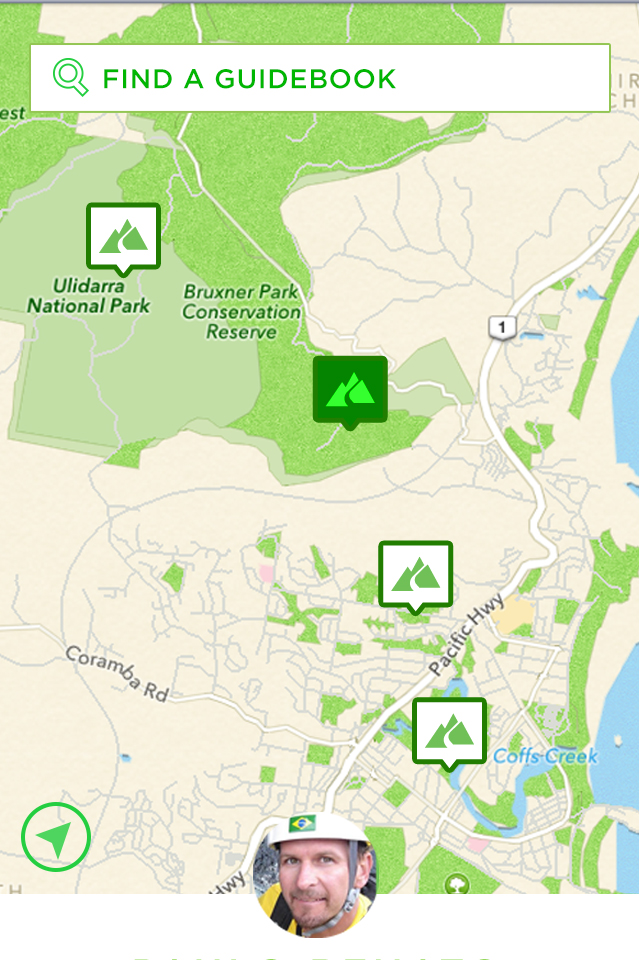 FIND A GUIDEBOOK
est
Ulidarra
National Park
Bruxner Park
Conservation
Reserve
1
Pacific Hwy
Coramba Rd
Coffs Creek
Hwy